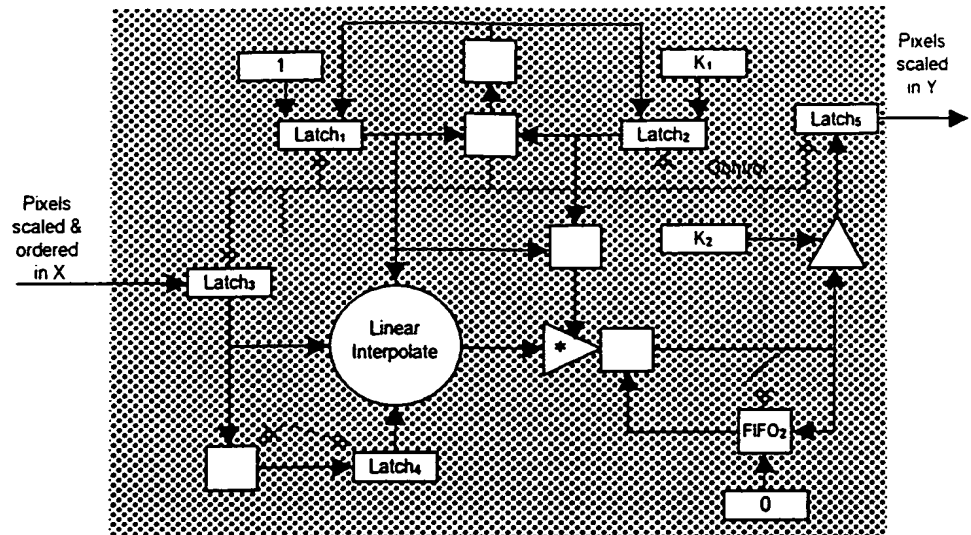 Pixels
scaled
in Y
1
K₁
Latch₁
Latch₂
Latch₅
Control
Pixels
scaled &
ordered
in X
K₂
Latch₃
Linear
Interpolate
*
FIFO₂
Latch₄
0